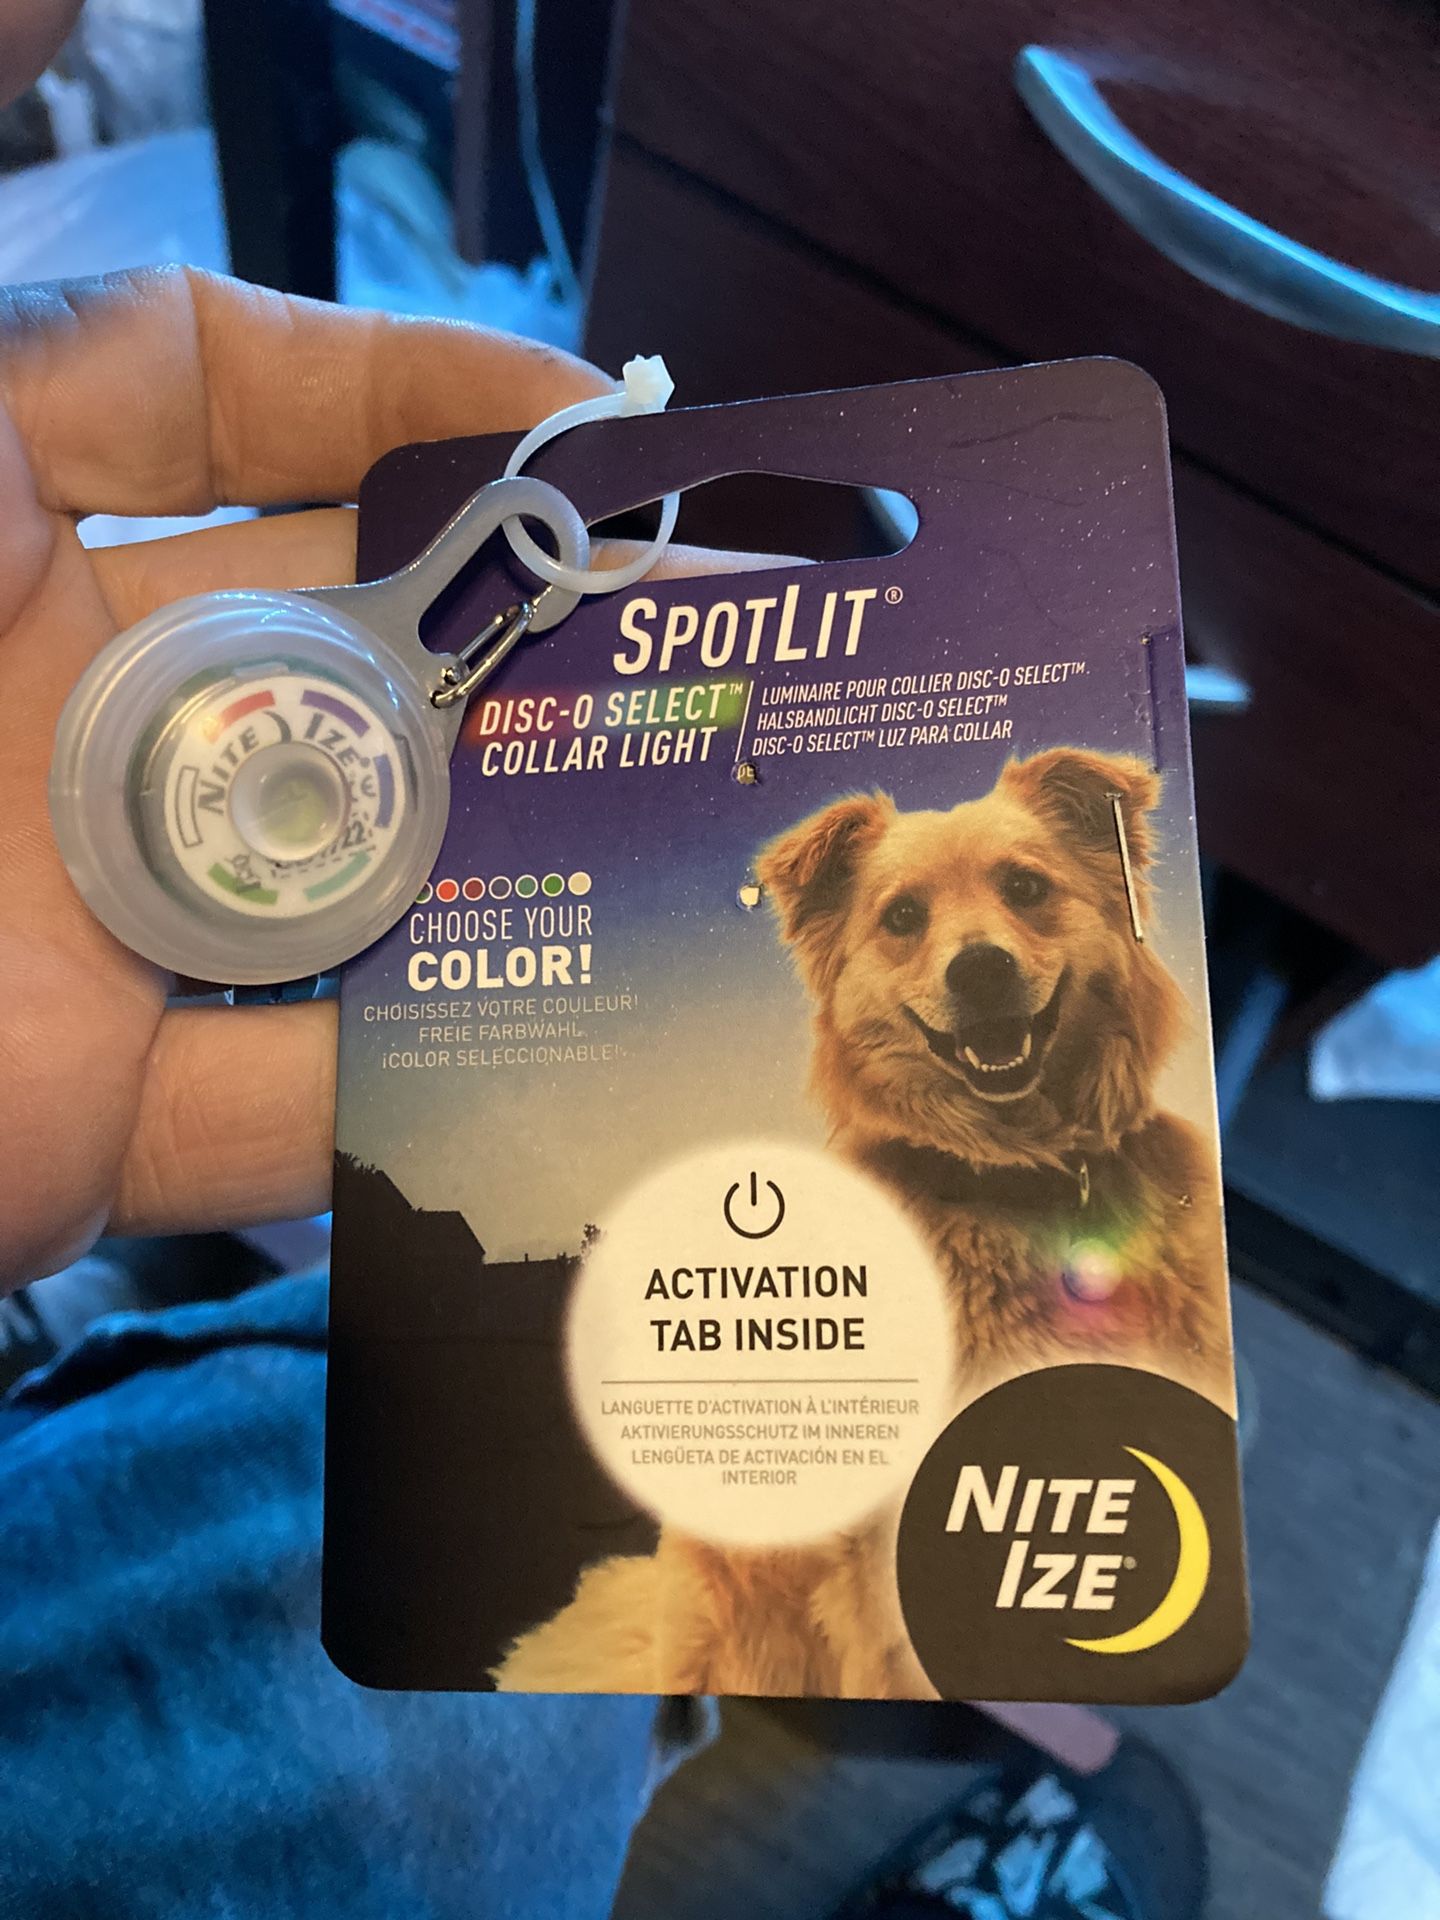 SPOTLIT®
DISC-O SELECT™
COLLAR LIGHT
LUMINAIRE POUR COLLIER DISC-O SELECT™.
HALSBANDLICHT DISC-O SELECT™
DISC-O SELECT™ LUZ PARA COLLAR
NITE IZE®
CHOOSE YOUR
COLOR!
CHOISISSEZ VOTRE COULEUR!
FREIE FARBWAHL
¡COLOR SELECCIONABLE!
ACTIVATION
TAB INSIDE
LANGUETTE D'ACTIVATION À L'INTÉRIEUR
AKTIVIERUNGSSCHUTZ IM INNEREN
LENGÜETA DE ACTIVACIÓN EN EL
INTERIOR
NITE
IZE®